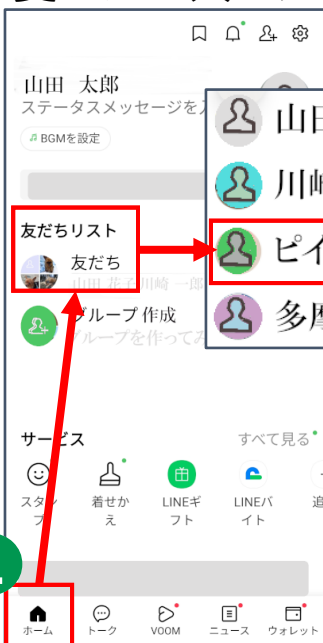 山田 太郎
ステータスメッセージを
BGMを設定
山田
川崎
ピイ
多摩
友だちリスト
友だち
山田 花子川崎 一郎
グループ作成
グループを作ってみ
サービス
すべて見る
スタンプ
着せかえ
LINEギフト
LINEバイト
追
ホーム
トーク
VOOM
ニュース
ウォレット